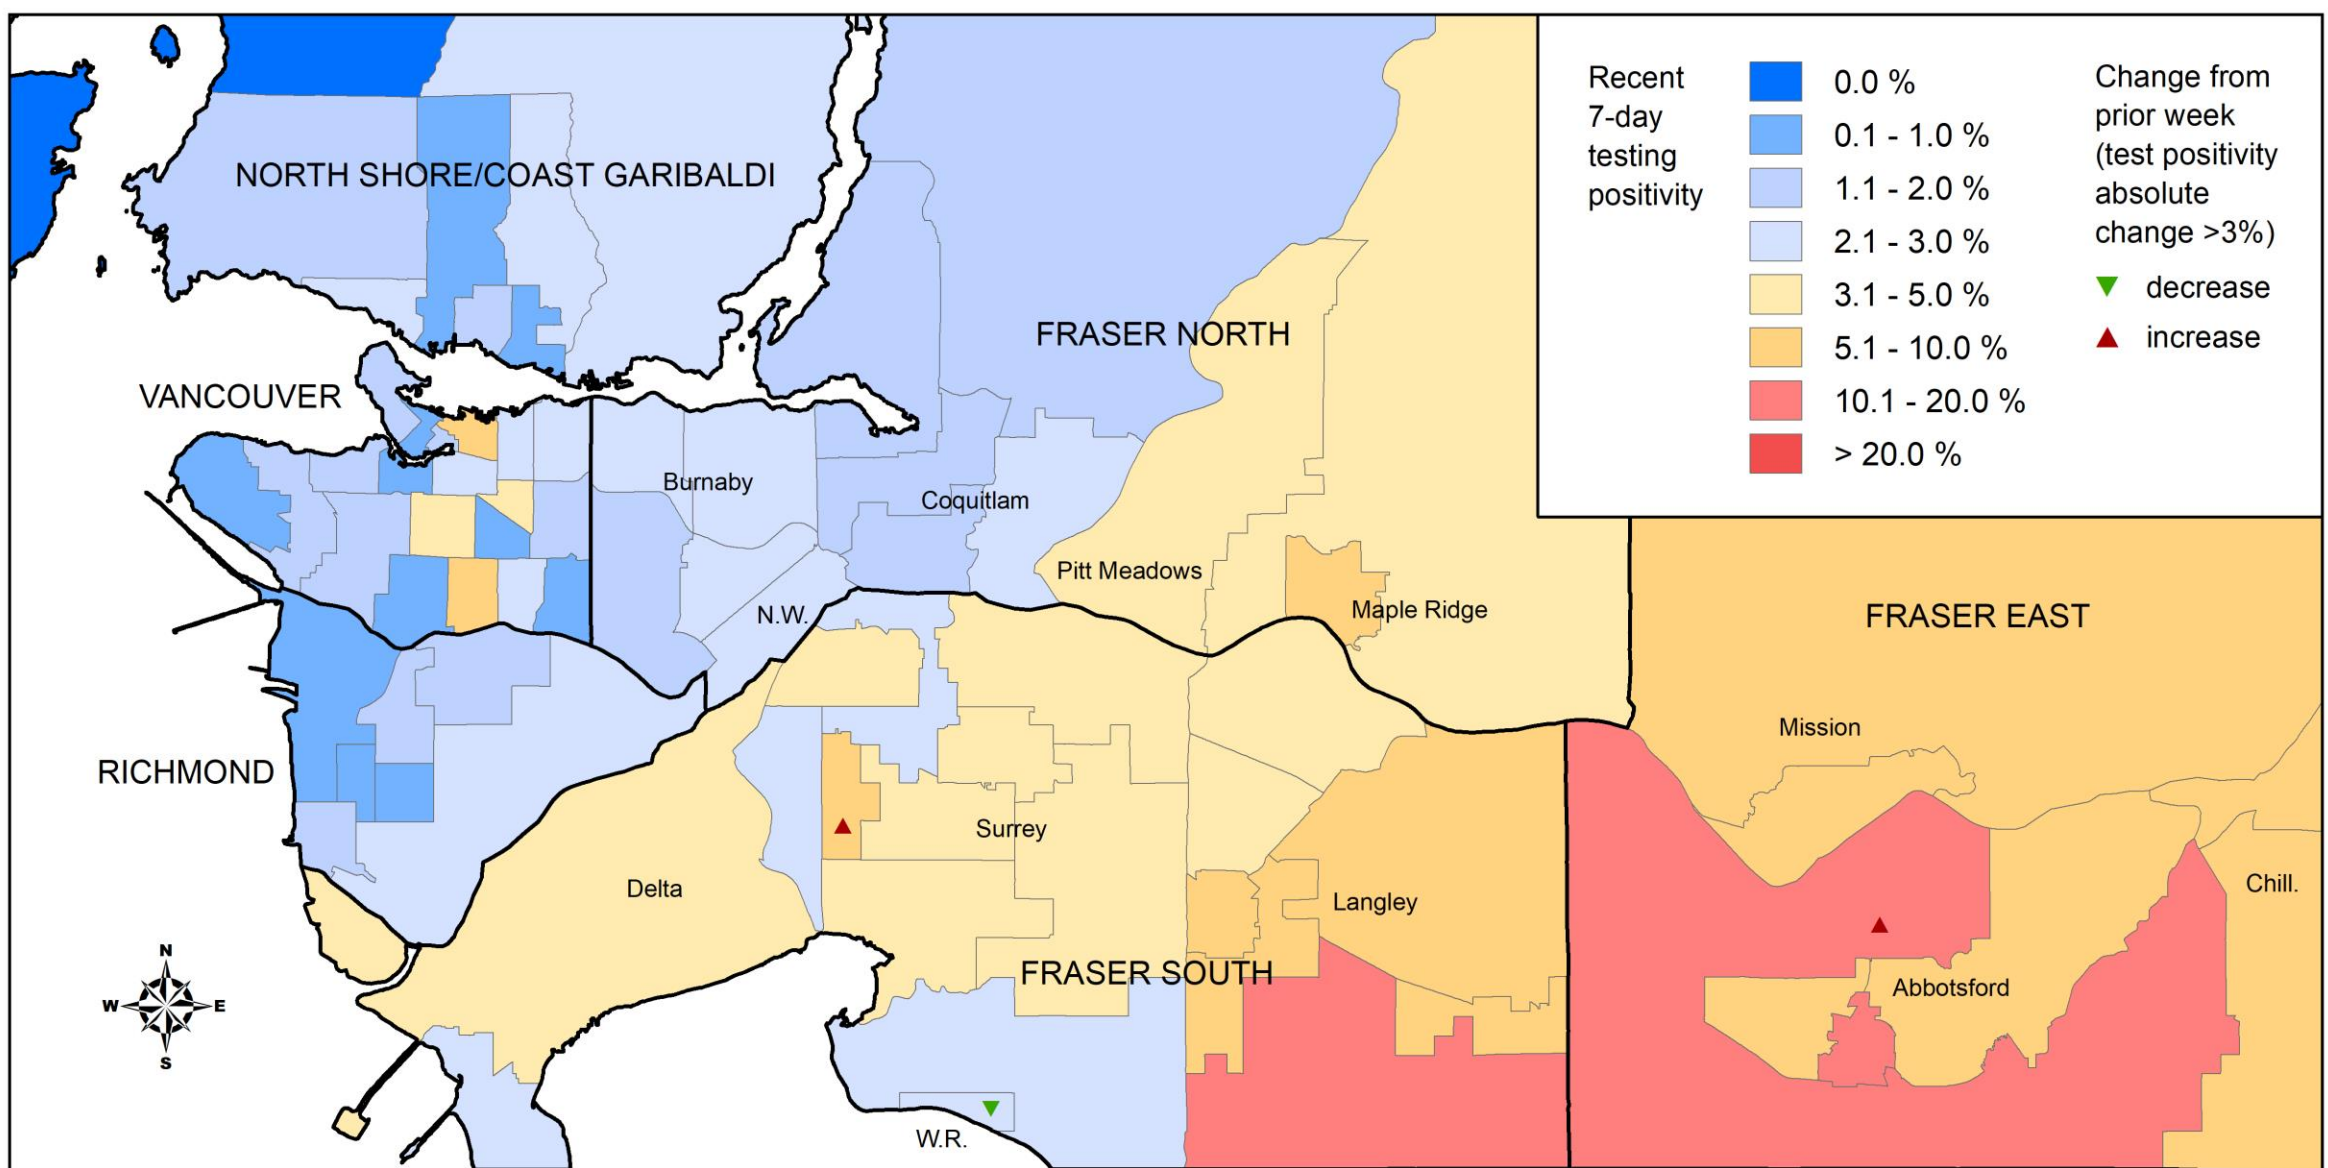 Recent
7-day
testing
positivity
0.0 %
0.1 - 1.0 %
1.1 - 2.0 %
2.1 - 3.0 %
3.1 - 5.0 %
5.1 - 10.0 %
10.1 - 20.0 %
> 20.0 %
Change from
prior week
(test positivity
absolute
change >3%)
decrease
increase
NORTH SHORE/COAST GARIBALDI
FRASER NORTH
VANCOUVER
Burnaby
Coquitlam
Pitt Meadows
Maple Ridge
N.W.
FRASER EAST
Mission
RICHMOND
Surrey
Delta
Langley
Chill.
FRASER SOUTH
Abbotsford
W.R.
N
W E
S